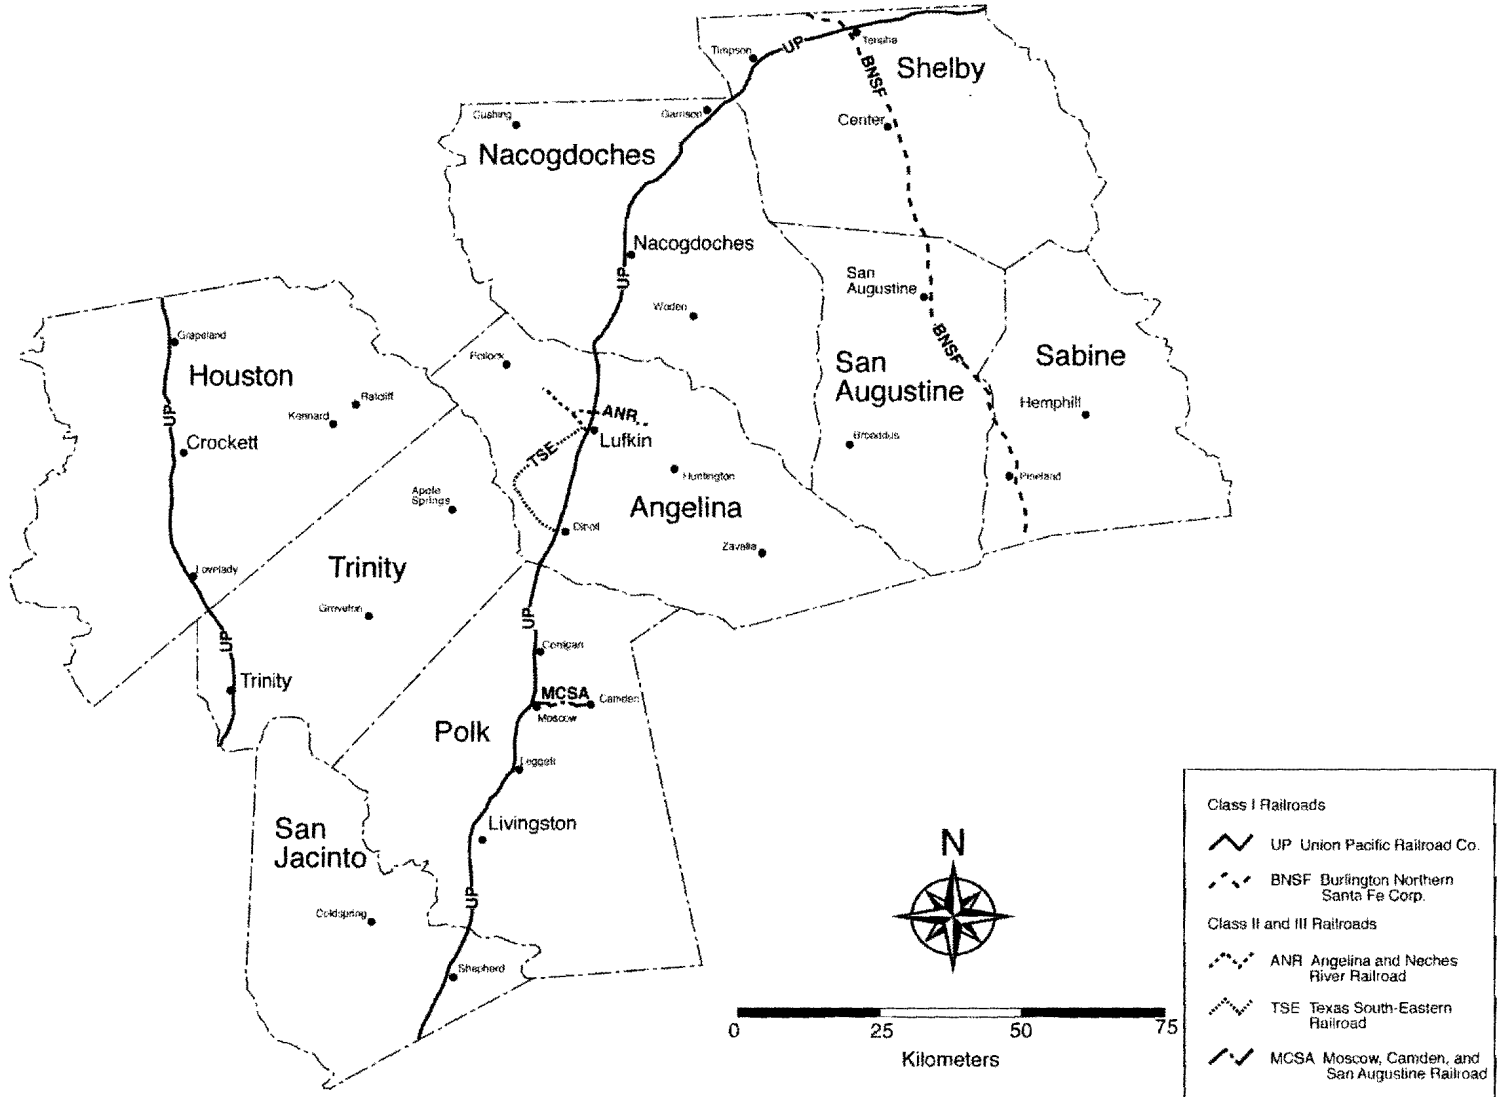 Timpson
UP
Tenaha
BNSF
Shelby
Center
Cushing
Garrison
Nacogdoches
Nacogdoches
UP
Woden
San
Augustine
BNSF
San
Augustine
Sabine
Hemphill
Broaddus
Pineland
Grapeland
Houston
UP
Ratcliff
Kennard
Crockett
Lovelady
Pollock
ANR
Lufkin
TSE
Huntington
Angelina
Diboll
Zavalla
Apple
Springs
Trinity
Groveton
UP
Trinity
UP
Corrigan
MCSA
Camden
Moscow
Polk
Leggett
Livingston
San
Jacinto
UP
Coldspring
Shepherd
N
0 25 50 75
Kilometers
Class I Railroads
UP Union Pacific Railroad Co.
BNSF Burlington Northern
Santa Fe Corp.
Class II and III Railroads
ANR Angelina and Neches
River Railroad
TSE Texas South-Eastern
Railroad
MCSA Moscow, Camden, and
San Augustine Railroad